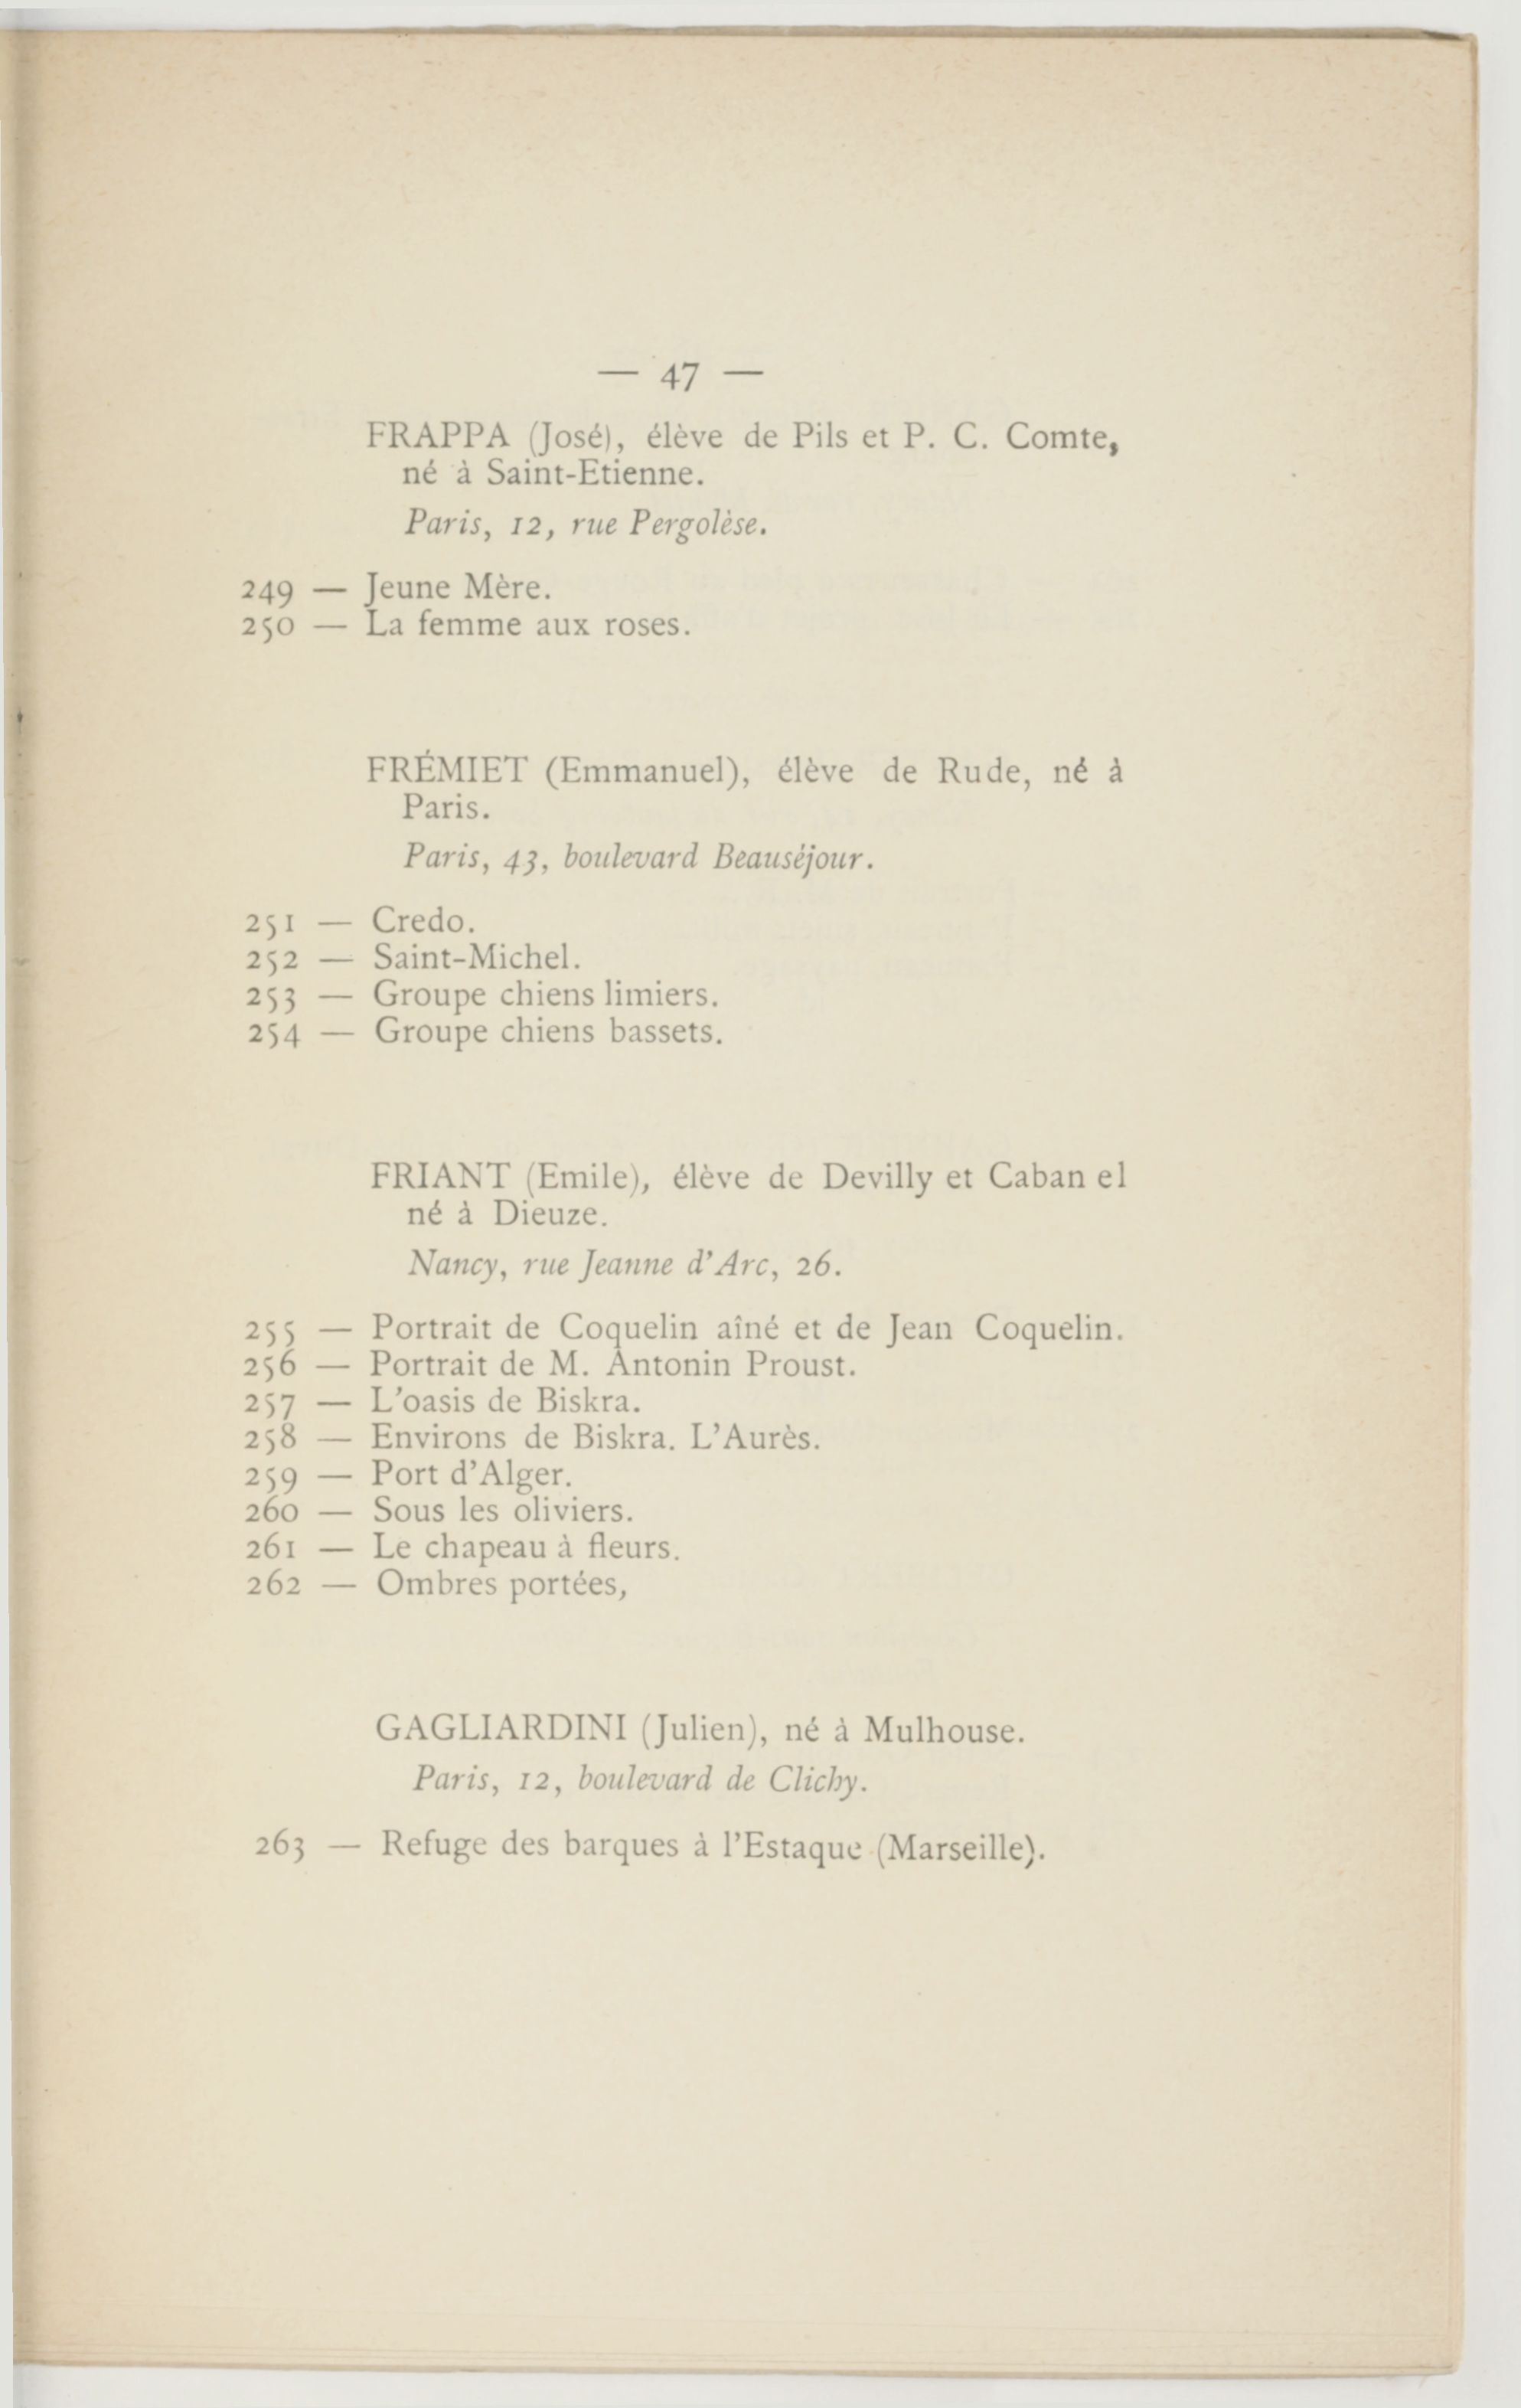 — 47 —
FRAPPA (José), élève de Pils et P. C. Comte,
né à Saint-Etienne.
Paris, 12, rue Pergolèse.
249 — Jeune Mère.
250 — La femme aux roses.
FRÉMIET (Emmanuel), élève de Rude, né à
Paris.
Paris, 43, boulevard Beauséjour.
251 — Credo.
252 — Saint-Michel.
253 — Groupe chiens limiers.
254 — Groupe chiens bassets.
FRIANT (Emile), élève de Devilly et Caban el
né à Dieuze.
Nancy, rue Jeanne d'Arc, 26.
255 — Portrait de Coquelin aîné et de Jean Coquelin.
256 — Portrait de M. Antonin Proust.
257 — L'oasis de Biskra.
258 — Environs de Biskra. L'Aurès.
259 — Port d'Alger.
260 — Sous les oliviers.
261 — Le chapeau à fleurs.
262 — Ombres portées,
GAGLIARDINI (Julien), né à Mulhouse.
Paris, 12, boulevard de Clichy.
263 — Refuge des barques à l'Estaque (Marseille).